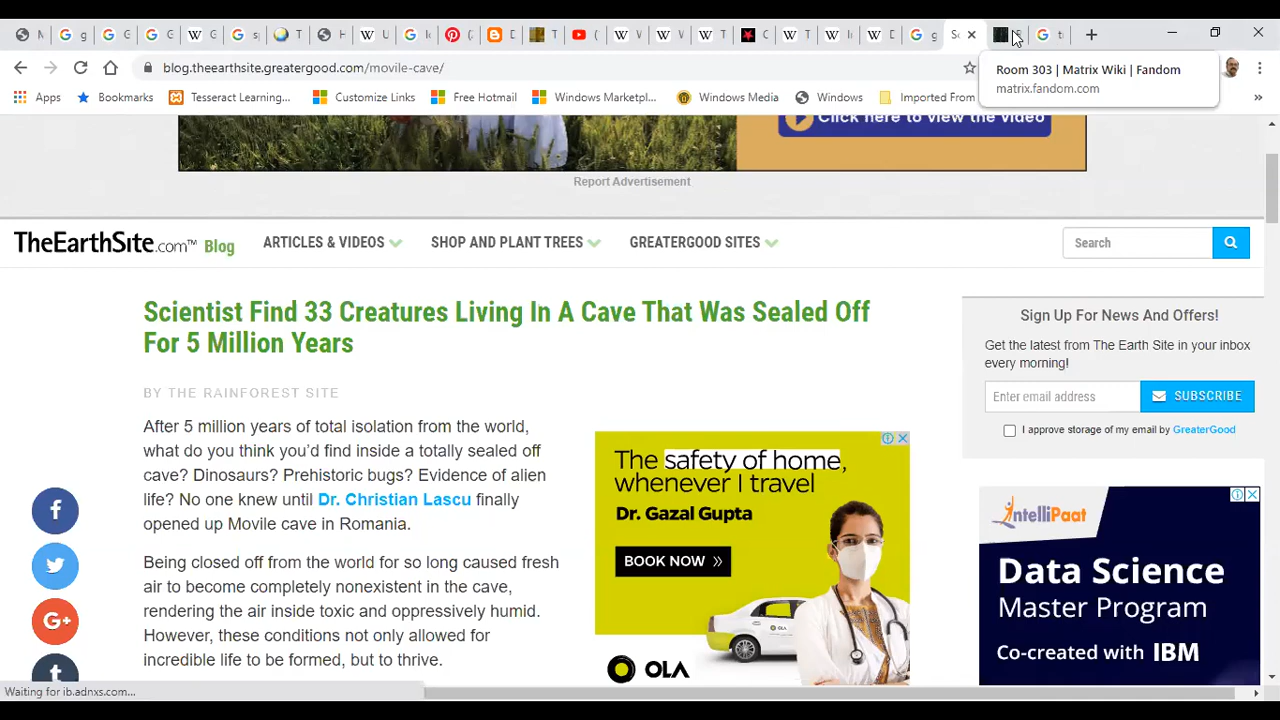 blog.theearthsite.greatergood.com/movile-cave/
Room 303 | Matrix Wiki | Fandom
matrix.fandom.com
Apps
Bookmarks
Tesseract Learning...
Customize Links
Free Hotmail
Windows Marketpl...
Windows Media
Windows
Imported From
»
Click here to view the video
Report Advertisement
TheEarthSite.com™ Blog
ARTICLES & VIDEOS
SHOP AND PLANT TREES
GREATERGOOD SITES
Search
Scientist Find 33 Creatures Living In A Cave That Was Sealed Off
For 5 Million Years
BY THE RAINFOREST SITE
After 5 million years of total isolation from the world,
what do you think you'd find inside a totally sealed off
cave? Dinosaurs? Prehistoric bugs? Evidence of alien
life? No one knew until Dr. Christian Lascu finally
opened up Movile cave in Romania.
Being closed off from the world for so long caused fresh
air to become completely nonexistent in the cave,
rendering the air inside toxic and oppressively humid.
However, these conditions not only allowed for
incredible life to be formed, but to thrive.
The safety of home,
whenever I travel
Dr. Gazal Gupta
BOOK NOW »
OLA
OLA
Sign Up For News And Offers!
Get the latest from The Earth Site in your inbox
every morning!
Enter email address
SUBSCRIBE
I approve storage of my email by GreaterGood
INTELLIPAAT
Data Science
Master Program
Co-created with IBM
Waiting for ib.adnxs.com...